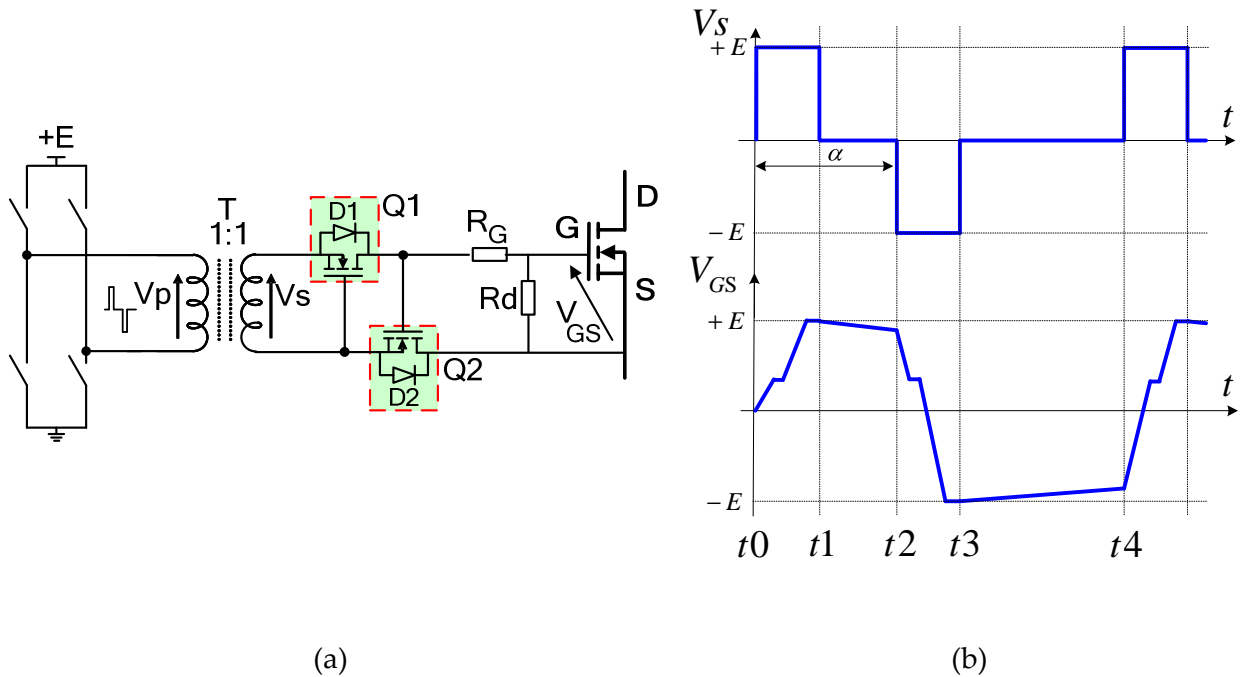 +E
T
1:1
Vp
Vs
D1
Q1
R_G
Rd
G
D
S
V_GS
Q2
D2
(a)
Vs
+E
t
α
−E
V_GS
+E
t
−E
t0 t1 t2 t3 t4
(b)